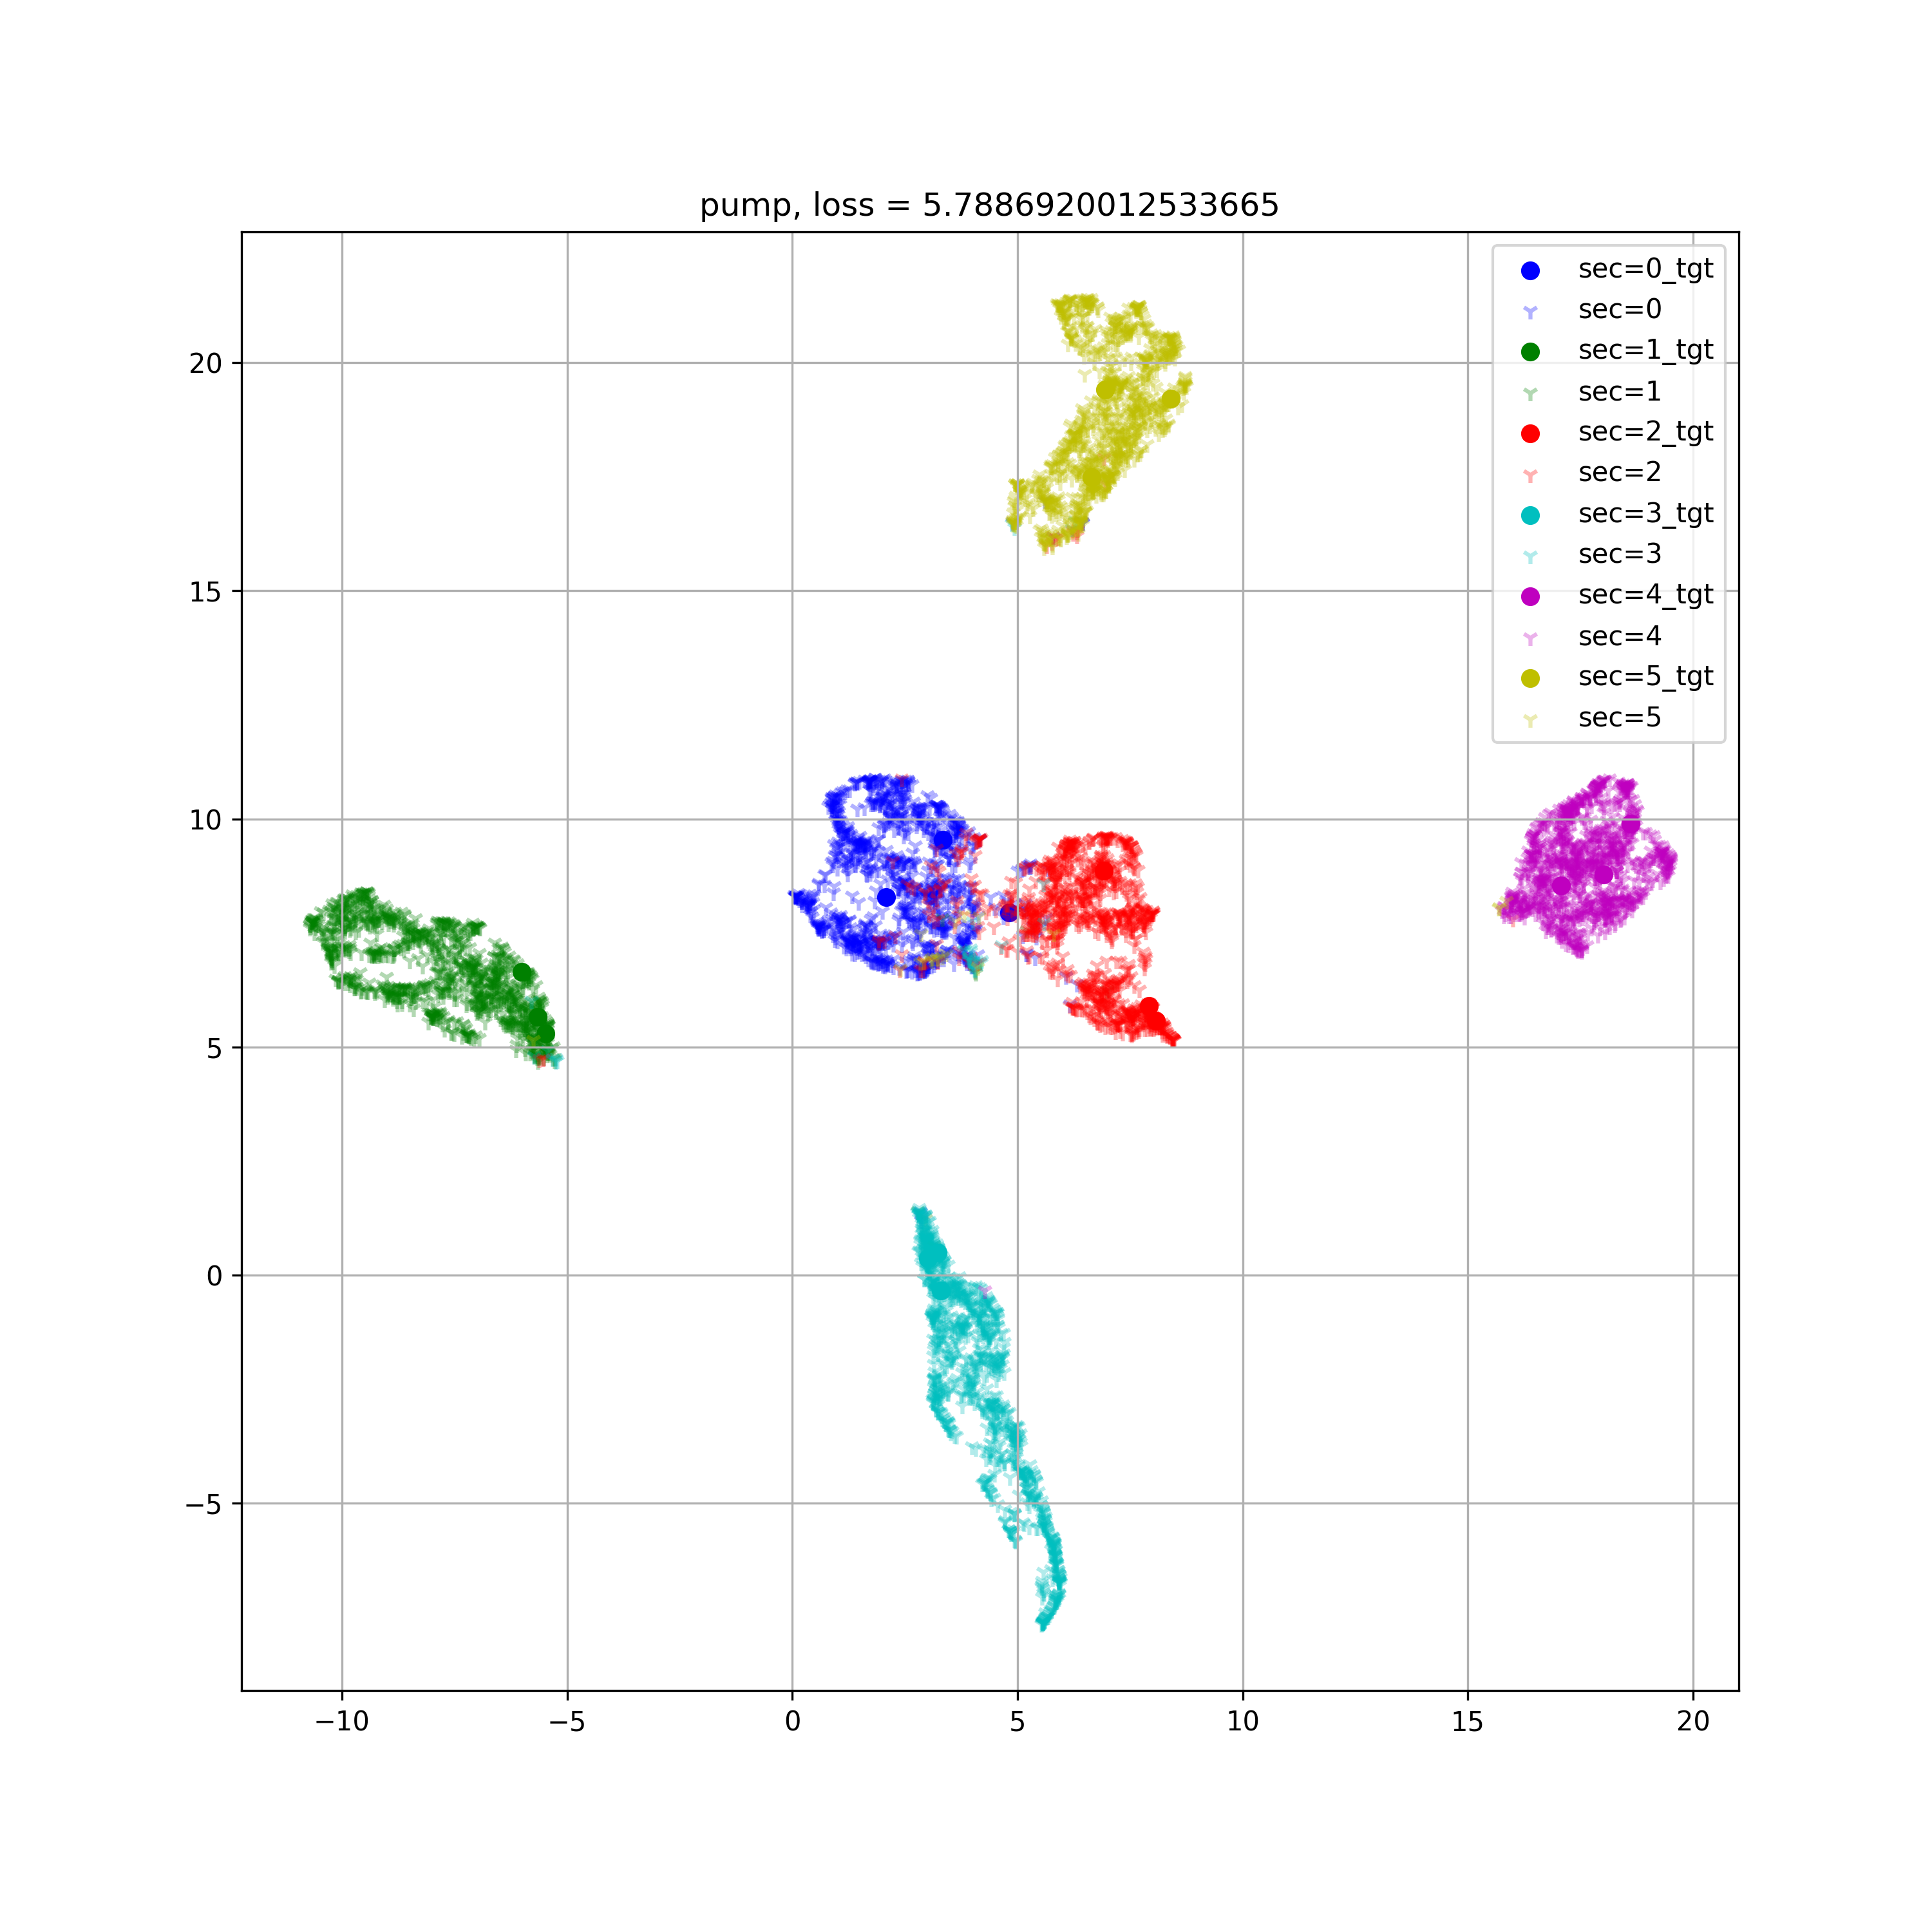 pump, loss = 5.7886920012533665
sec=0_tgt
sec=0
sec=1_tgt
sec=1
sec=2_tgt
sec=2
sec=3_tgt
sec=3
sec=4_tgt
sec=4
sec=5_tgt
sec=5
20
15
10
5
0
−5
−10 −5 0 5 10 15 20